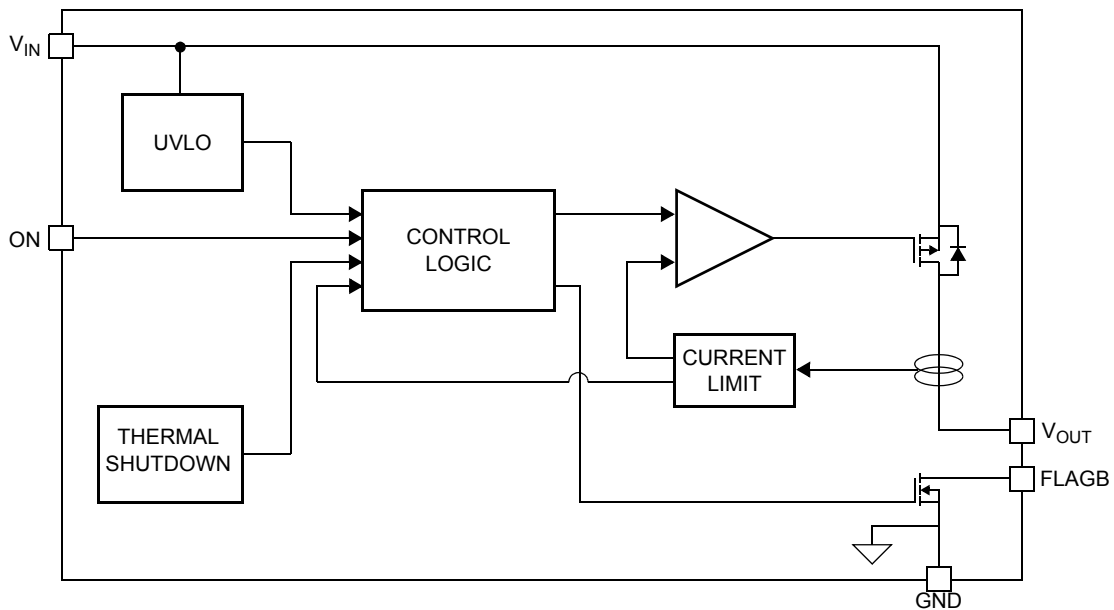 VIN
UVLO
ON
CONTROL
LOGIC
CURRENT
LIMIT
THERMAL
SHUTDOWN
VOUT
FLAGB
GND